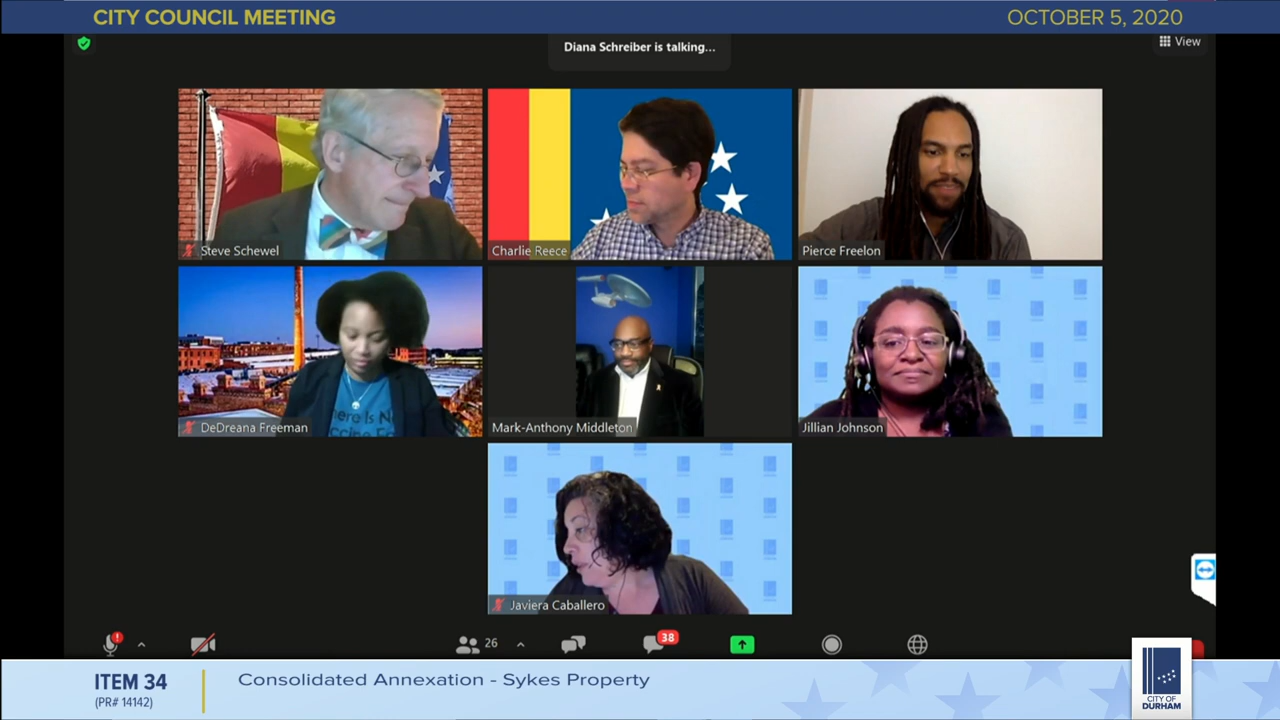 CITY COUNCIL MEETING
OCTOBER 5, 2020
Diana Schreiber is talking...
View
Steve Schewel
Charlie Reece
Pierce Freelon
here Is N
DeDreana Freeman
Mark-Anthony Middleton
Jillian Johnson
Javiera Caballero
26
38
ITEM 34
(PR# 14142)
Consolidated Annexation - Sykes Property
CITY OF
DURHAM